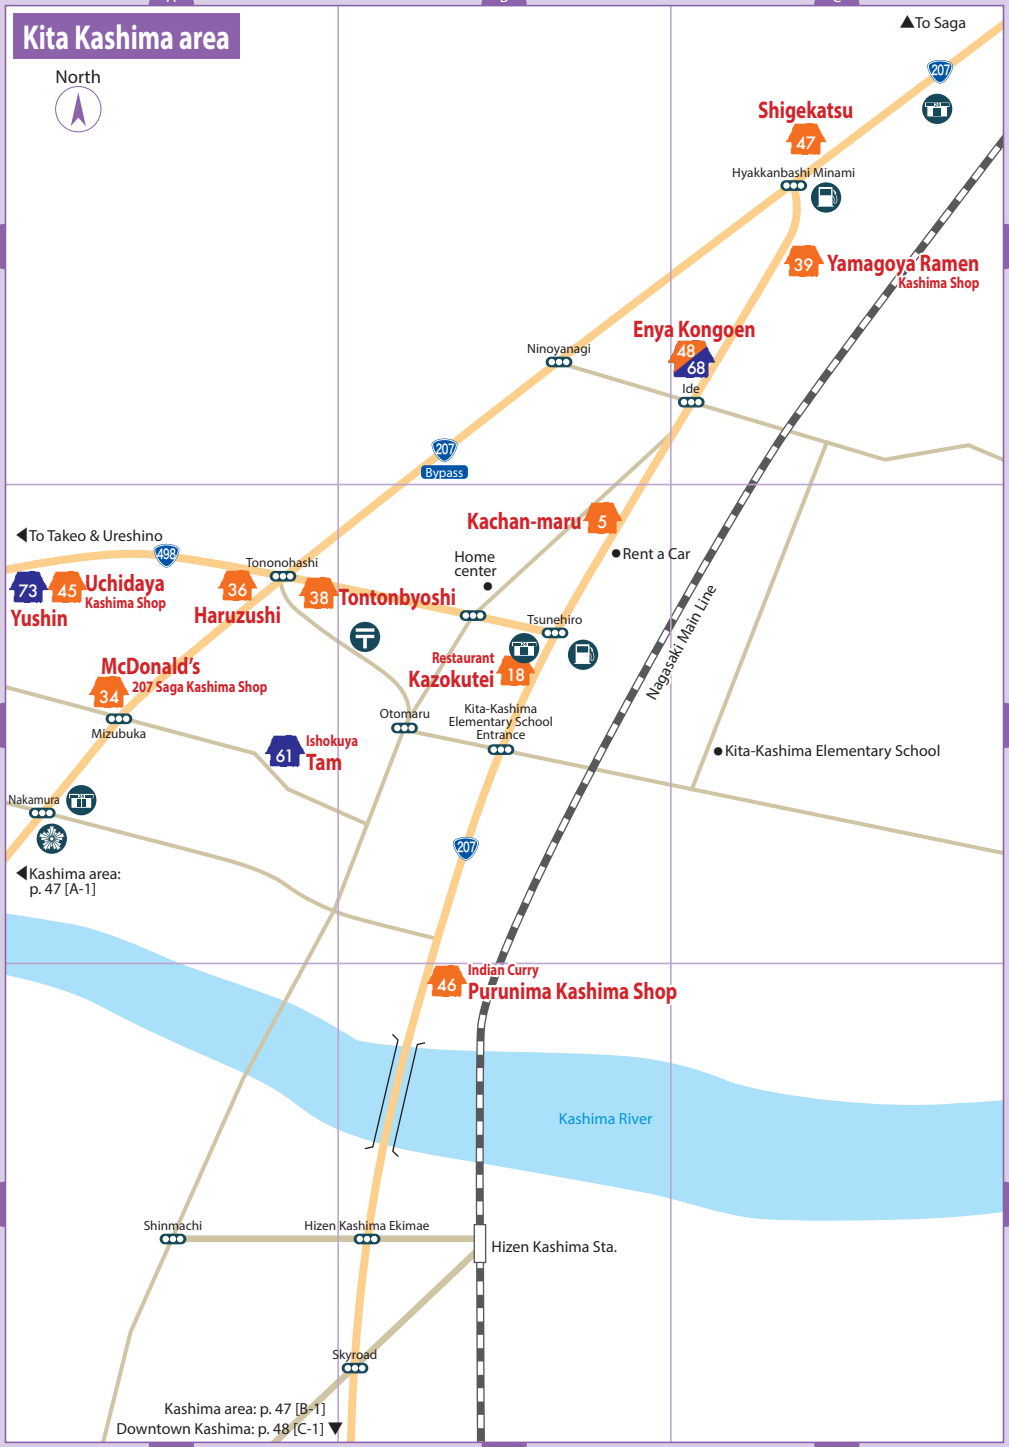 Kita Kashima area
North
To Saga
207
Shigekatsu
47
Hyakkanbashi Minami
39
Yamagoya Ramen
Kashima Shop
Enya Kongoen
48
68
Ide
Ninoyanagi
207
Bypass
To Takeo & Ureshino
498
Tononohashi
73
45
Uchidaya
Kashima Shop
Yushin
36
Haruzushi
38
Tontonbyoshi
Kachan-maru
5
Rent a Car
Home
center
Tsunehiro
Restaurant
Kazokutei
18
Nagasaki Main Line
McDonald's
207 Saga Kashima Shop
34
Mizubuka
Otomaru
Kita-Kashima
Elementary School
Entrance
61
Ishokuya
Tam
Kita-Kashima Elementary School
Nakamura
207
Kashima area:
p. 47 [A-1]
46
Indian Curry
Purunima Kashima Shop
Kashima River
Shinmachi
Hizen Kashima Ekimae
Hizen Kashima Sta.
Skyroad
Kashima area: p. 47 [B-1]
Downtown Kashima: p. 48 [C-1]